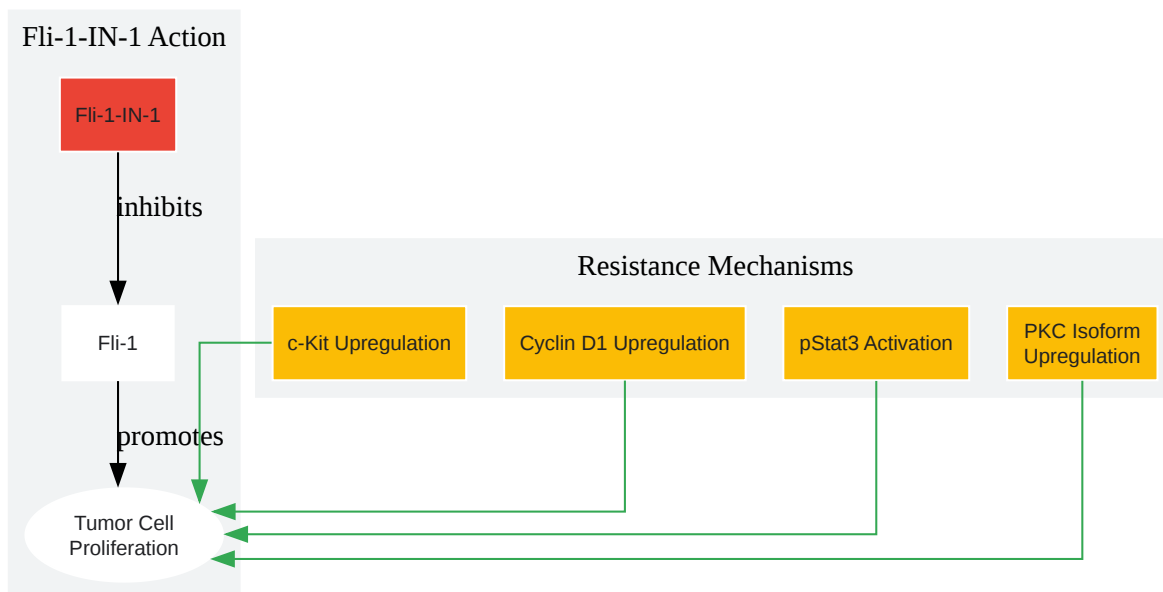 Fli-1-IN-1 Action
Fli-1-IN-1
inhibits
Fli-1
promotes
Tumor Cell
Proliferation
Resistance Mechanisms
c-Kit Upregulation
Cyclin D1 Upregulation
pStat3 Activation
PKC Isoform
Upregulation